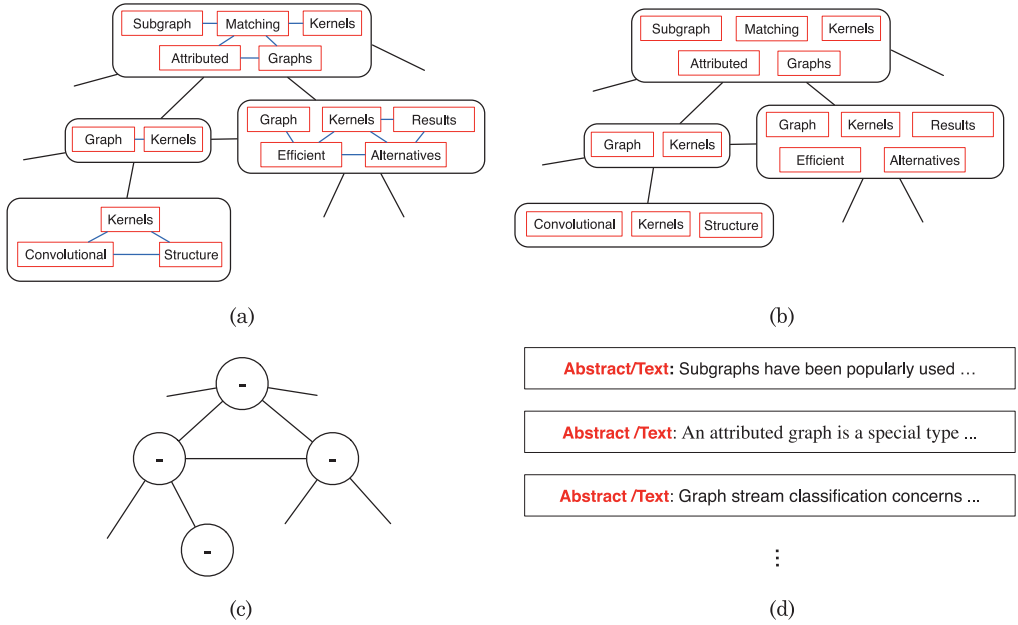 Subgraph Matching Kernels
Attributed Graphs
Graph Kernels
Graph Kernels Results
Efficient Alternatives
Kernels
Convolutional Structure
(a)
Subgraph Matching Kernels
Attributed Graphs
Graph Kernels
Graph Kernels Results
Efficient Alternatives
Convolutional Kernels Structure
(b)
-
- -
-
(c)
Abstract/Text: Subgraphs have been popularly used ...
Abstract /Text: An attributed graph is a special type ...
Abstract /Text: Graph stream classification concerns ...
⋮
(d)